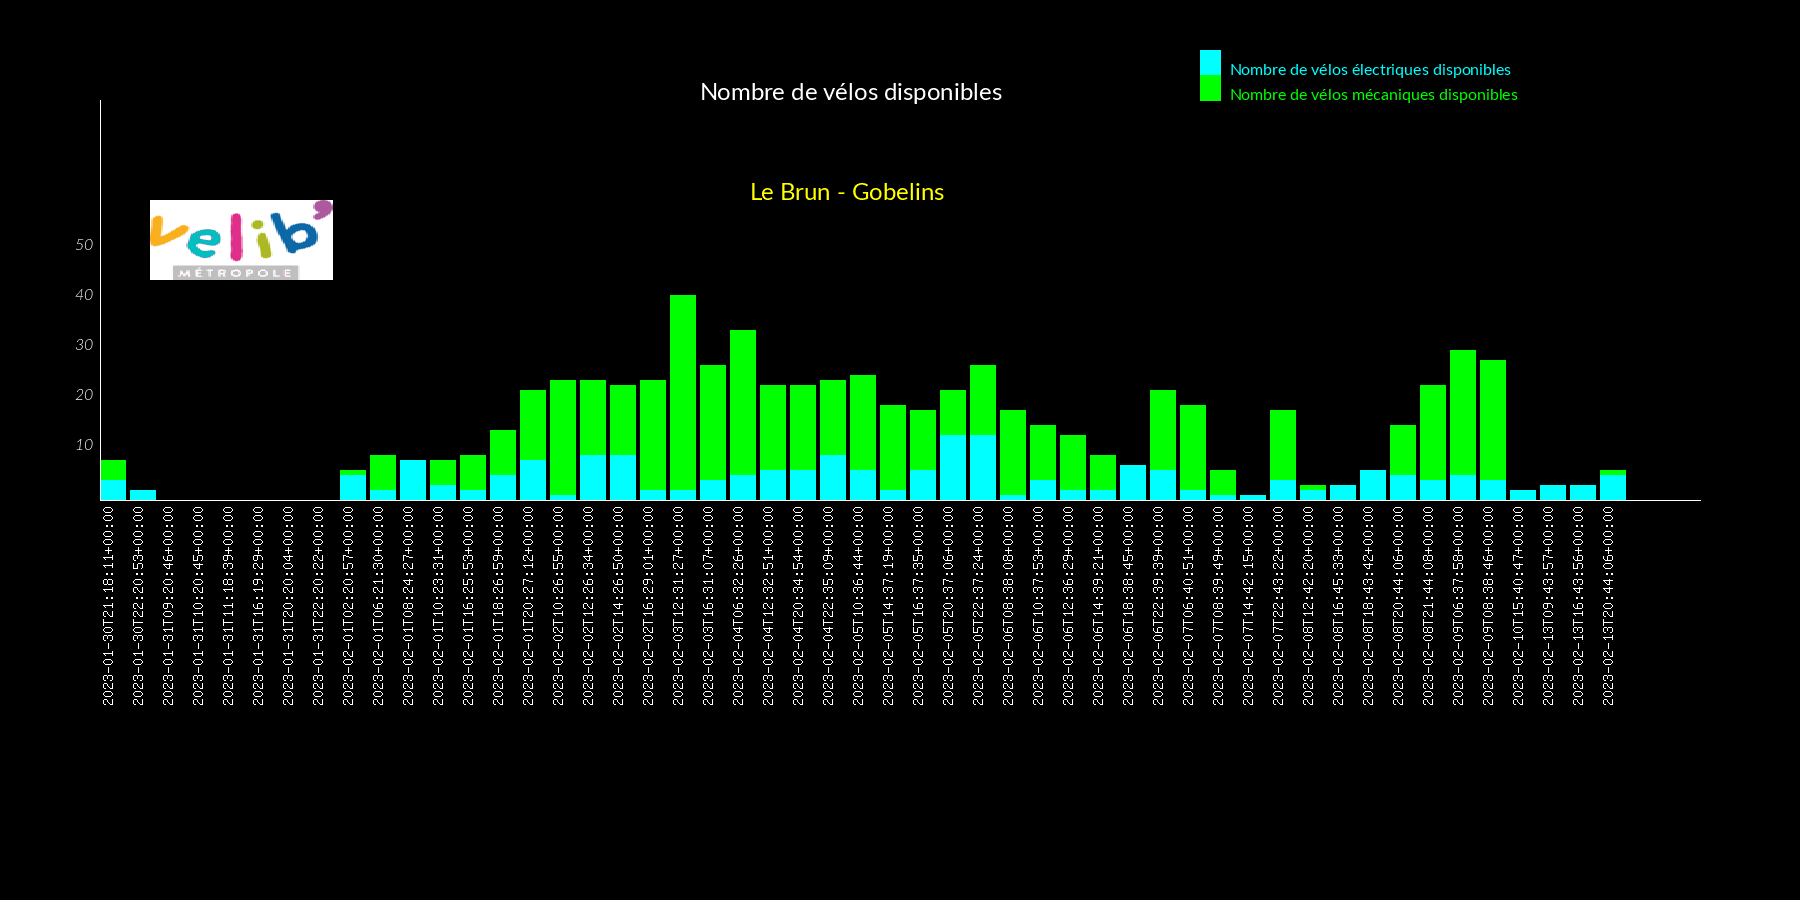 Nombre de vélos électriques disponibles
Nombre de vélos disponibles
Nombre de vélos mécaniques disponibles
Le Brun - Gobelins
velib'
MÉTROPOLE
50
40
30
20
10
2023-01-30T21:18:11+00:00
2023-01-30T22:20:53+00:00
2023-01-31T09:20:46+00:00
2023-01-31T10:20:45+00:00
2023-01-31T11:18:39+00:00
2023-01-31T16:19:29+00:00
2023-01-31T20:20:04+00:00
2023-01-31T22:20:22+00:00
2023-02-01T02:20:57+00:00
2023-02-01T06:21:30+00:00
2023-02-01T08:24:27+00:00
2023-02-01T10:23:31+00:00
2023-02-01T16:25:53+00:00
2023-02-01T18:26:59+00:00
2023-02-01T20:27:12+00:00
2023-02-02T10:26:55+00:00
2023-02-02T12:26:34+00:00
2023-02-02T14:26:50+00:00
2023-02-02T16:29:01+00:00
2023-02-03T12:31:27+00:00
2023-02-03T16:31:07+00:00
2023-02-04T06:32:26+00:00
2023-02-04T12:32:51+00:00
2023-02-04T20:34:54+00:00
2023-02-04T22:35:09+00:00
2023-02-05T10:36:44+00:00
2023-02-05T14:37:19+00:00
2023-02-05T16:37:35+00:00
2023-02-05T20:37:06+00:00
2023-02-05T22:37:24+00:00
2023-02-06T08:38:08+00:00
2023-02-06T10:37:53+00:00
2023-02-06T12:36:29+00:00
2023-02-06T14:39:21+00:00
2023-02-06T18:38:45+00:00
2023-02-06T22:39:39+00:00
2023-02-07T06:40:51+00:00
2023-02-07T08:39:49+00:00
2023-02-07T14:42:15+00:00
2023-02-07T22:43:22+00:00
2023-02-08T12:42:20+00:00
2023-02-08T16:45:33+00:00
2023-02-08T18:43:42+00:00
2023-02-08T20:44:06+00:00
2023-02-08T21:44:08+00:00
2023-02-09T06:37:58+00:00
2023-02-09T08:38:46+00:00
2023-02-10T15:40:47+00:00
2023-02-13T09:43:57+00:00
2023-02-13T16:43:56+00:00
2023-02-13T20:44:06+00:00